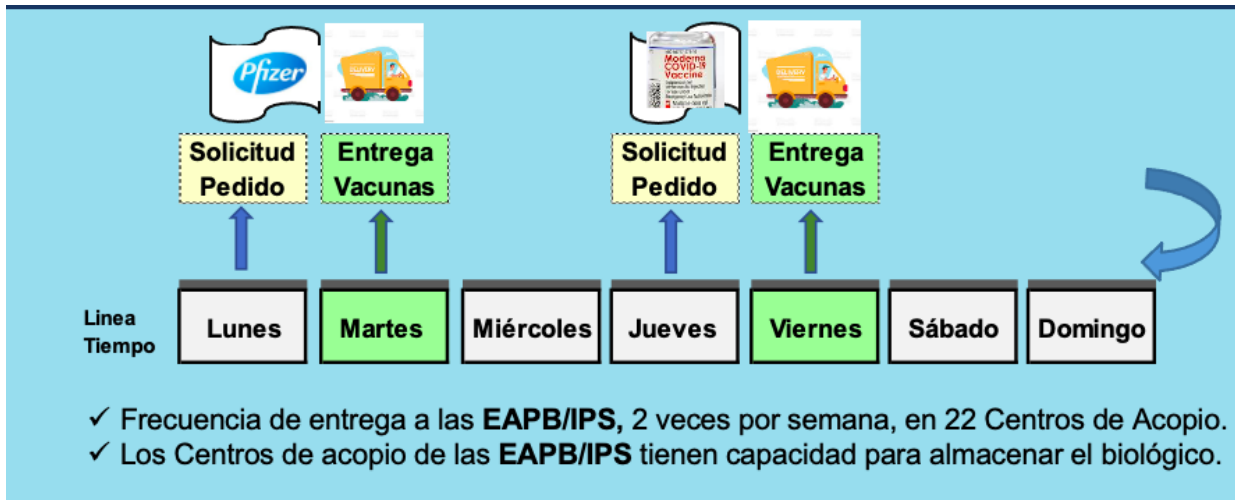 Pfizer
DELIVERY
Moderna
COVID-19
Vaccine
DELIVERY
Solicitud
Pedido
Entrega
Vacunas
Solicitud
Pedido
Entrega
Vacunas
Linea
Tiempo
Lunes
Martes
Miércoles
Jueves
Viernes
Sábado
Domingo
✓ Frecuencia de entrega a las EAPB/IPS, 2 veces por semana, en 22 Centros de Acopio.
✓ Los Centros de acopio de las EAPB/IPS tienen capacidad para almacenar el biológico.